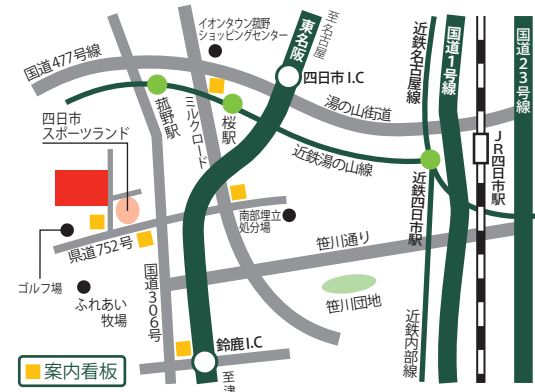 イオンタウン菰野
ショッピングセンター
東名阪
至名古屋
国道477号線
四日市I.C
近鉄名古屋線
国道1号線
国道23号線
湯の山街道
菰野駅
ミルクロード
桜駅
四日市
スポーツランド
近鉄湯の山線
JR四日市駅
近鉄四日市駅
南部埋立
処分場
県道752号
笹川通り
ゴルフ場
ふれあい
牧場
国道306号
笹川団地
近鉄内部線
鈴鹿I.C
至津
案内看板